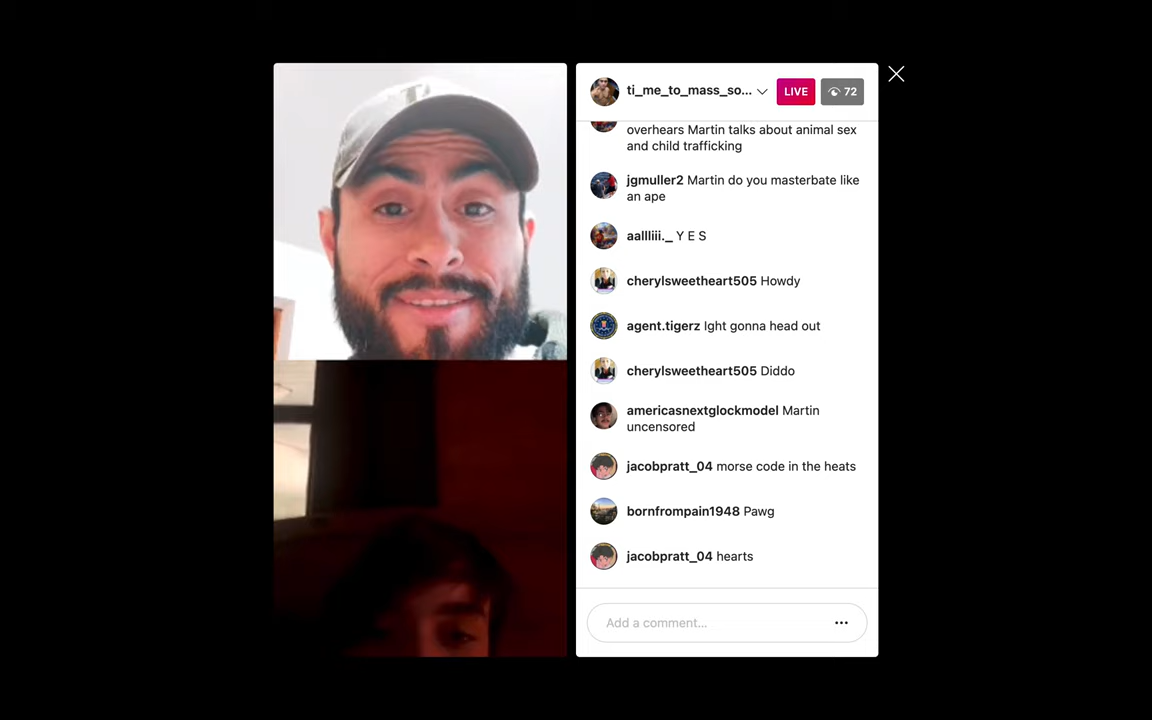 ti_me_to_mass_so...
LIVE
72
overhears Martin talks about animal sex
and child trafficking
jgmuller2 Martin do you masterbate like
an ape
aallliii._ Y E S
cherylsweetheart505 Howdy
agent.tigerz Ight gonna head out
cherylsweetheart505 Diddo
americasnextglockmodel Martin
uncensored
jacobpratt_04 morse code in the heats
bornfrompain1948 Pawg
jacobpratt_04 hearts
Add a comment...